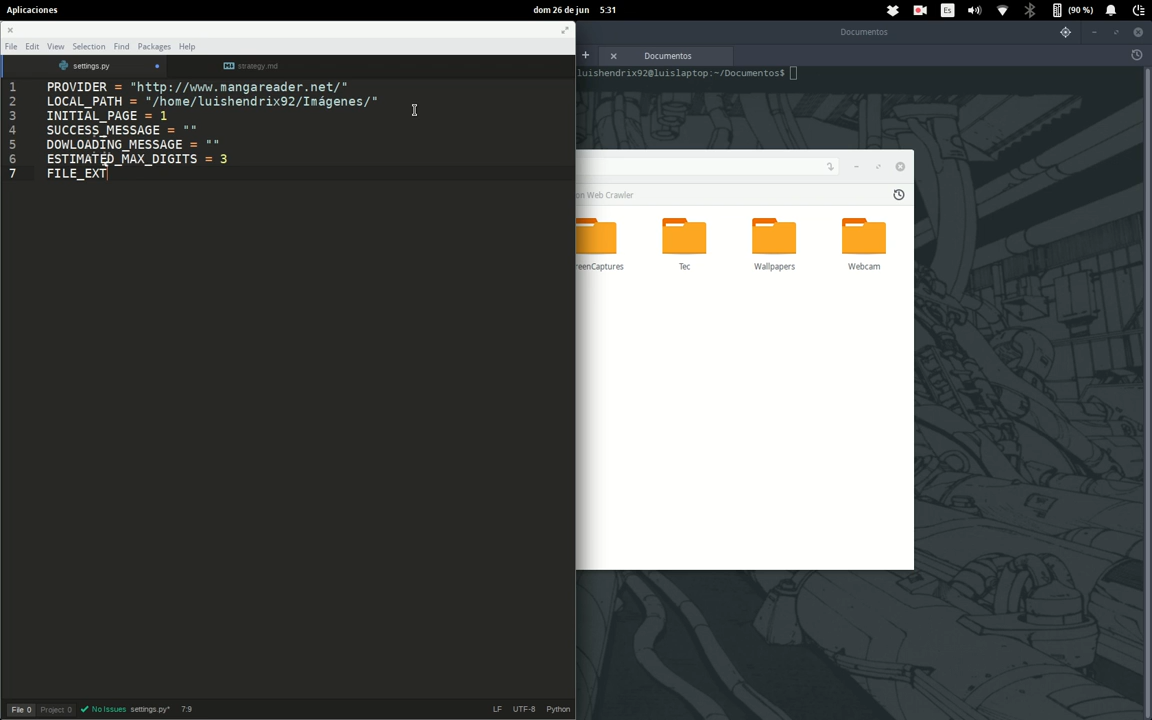 Aplicaciones
dom 26 de jun 5:31
Es
(90 %)
File Edit View Selection Find Packages Help
settings.py
strategy.md
1 PROVIDER = "http://www.mangareader.net/"
2 LOCAL_PATH = "/home/luishendrix92/Imágenes/"
3 INITIAL_PAGE = 1
4 SUCCESS_MESSAGE = ""
5 DOWLOADING_MESSAGE = ""
6 ESTIMATED_MAX_DIGITS = 3
7 FILE_EXT
File 0 Project 0 No Issues settings.py* 7:9
LF UTF-8 Python
Documentos
Documentos
luishendrix92@luislaptop:~/Documentos$
on Web Crawler
reenCaptures
Tec
Wallpapers
Webcam